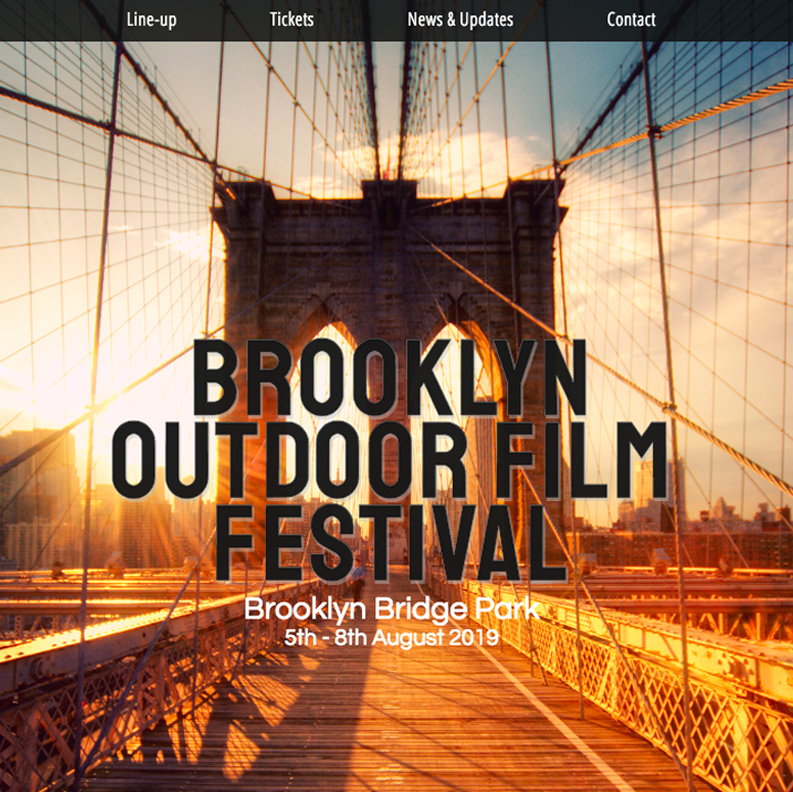 Line-up
Tickets
News & Updates
Contact
BROOKLYN
OUTDOOR FILM
FESTIVAL
Brooklyn Bridge Park
5th - 8th August 2019